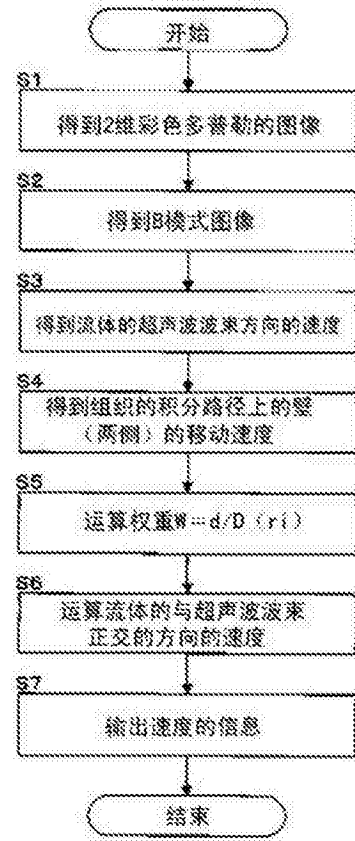 开始
S1
得到2维彩色多普勒的图像
S2
得到B模式图像
S3
得到流体的超声波波束方向的速度
S4
得到组织的积分路径上的壁
（两侧）的移动速度
S5
运算权重W=d/D（ri）
S6
运算流体的与超声波波束
正交的方向的速度
S7
输出速度的信息
结束